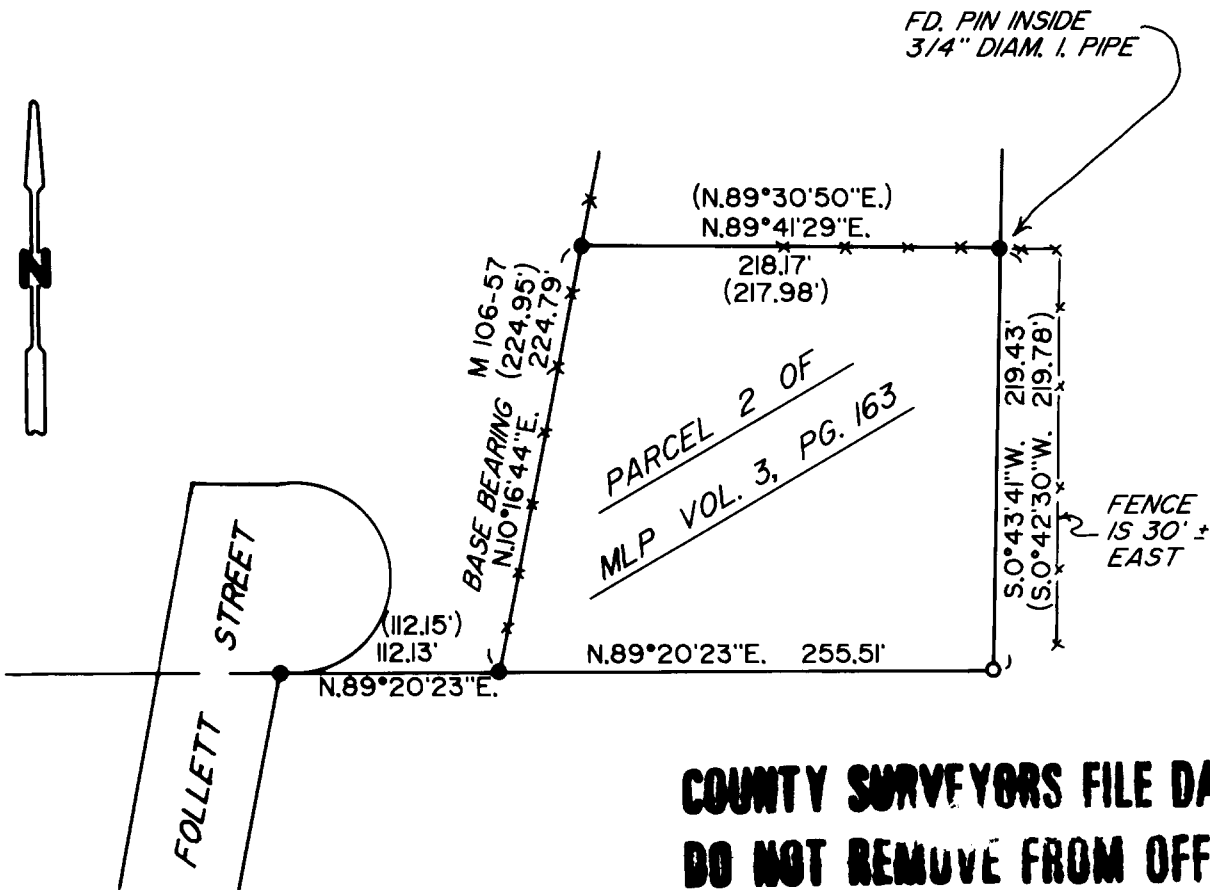 FD. PIN INSIDE
3/4" DIAM. I. PIPE
N
(N.89°30'50"E.)
N.89°41'29"E.
218.17'
(217.98')
M 106-57
(224.95')
224.79'
BASE BEARING
N.10°16'44"E.
PARCEL 2 OF
MLP VOL. 3, PG. 163
S.0°43'41"W. 219.43'
(S.0°42'30"W. 219.78')
FENCE
IS 30' ±
EAST
(112.15')
112.13'
N.89°20'23"E.
N.89°20'23"E. 255.51'
FOLLETT STREET
COUNTY SURVEYORS FILE DA
DO NOT REMOVE FROM OFF